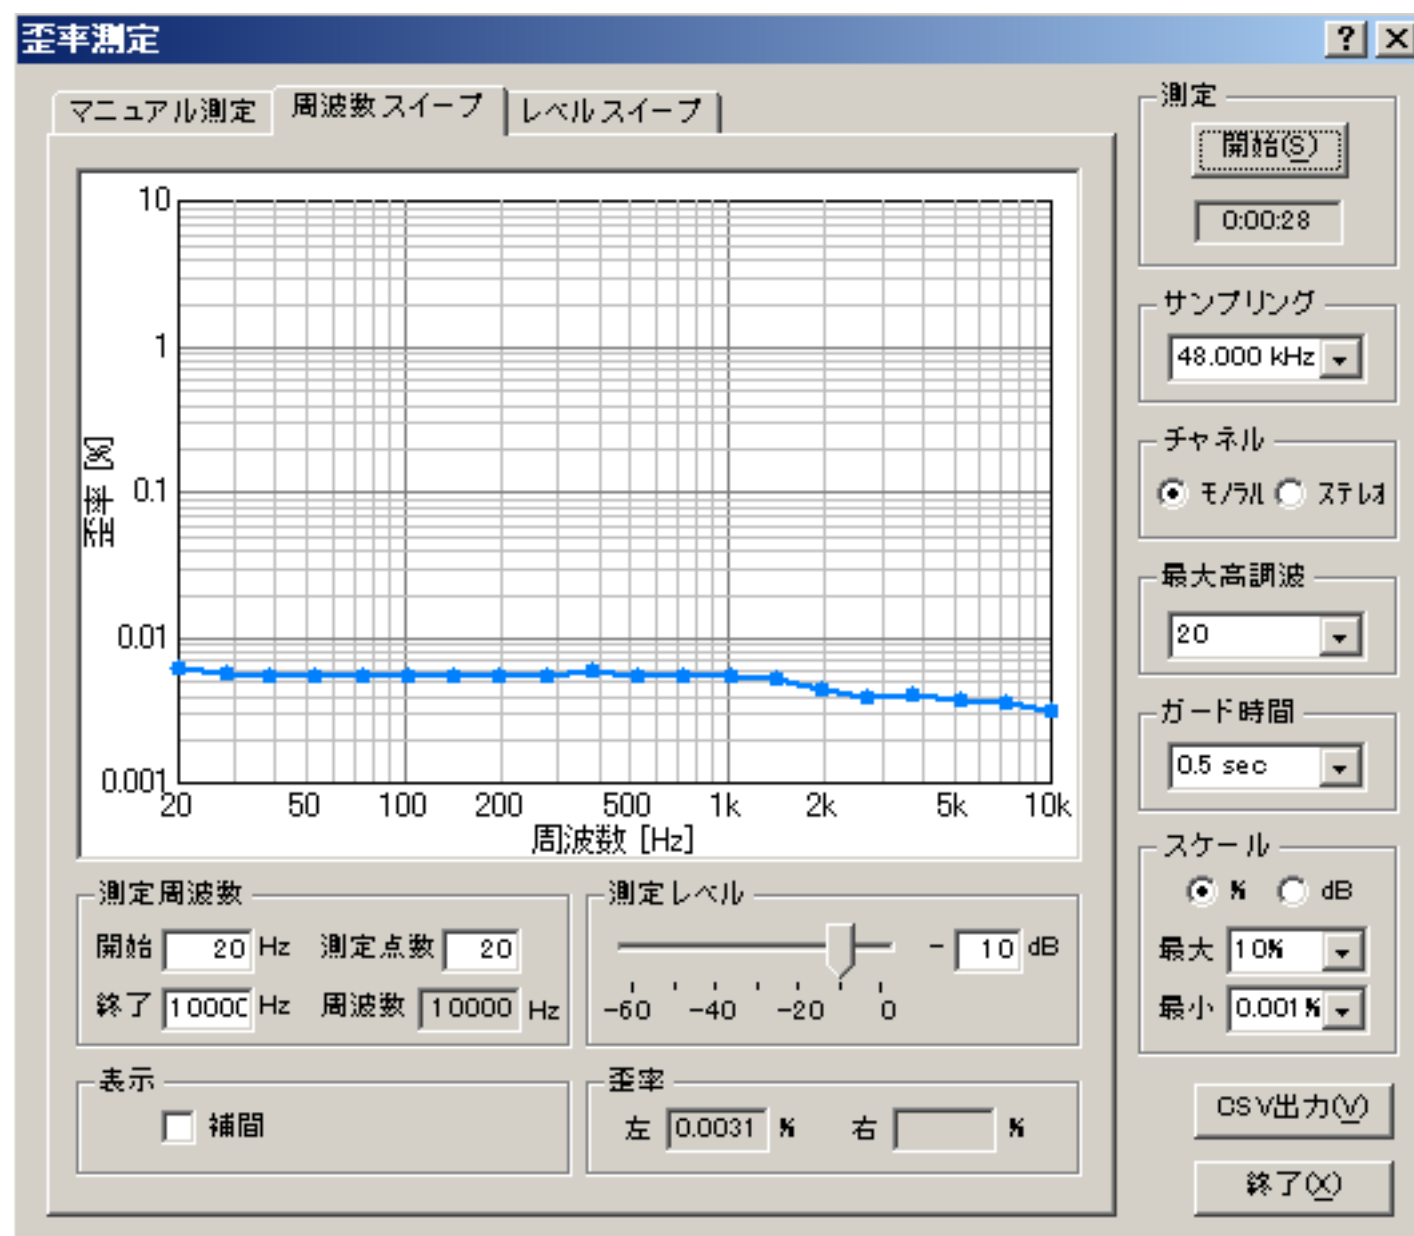 歪率測定
マニュアル測定 周波数スイープ レベルスイープ
10
1
0.1
0.01
0.001
歪率 [%]
20 50 100 200 500 1k 2k 5k 10k
周波数 [Hz]
測定周波数
開始 20 Hz 測定点数 20
終了 10000 Hz 周波数 10000 Hz
測定レベル
- 10 dB
-60 -40 -20 0
表示
補間
歪率
左 0.0031 % 右 %
測定
開始(S)
0:00:28
サンプリング
48.000 kHz
チャネル
モノラル ステレオ
最大高調波
20
ガード時間
0.5 sec
スケール
% dB
最大 10%
最小 0.001%
CSV出力(V)
終了(X)